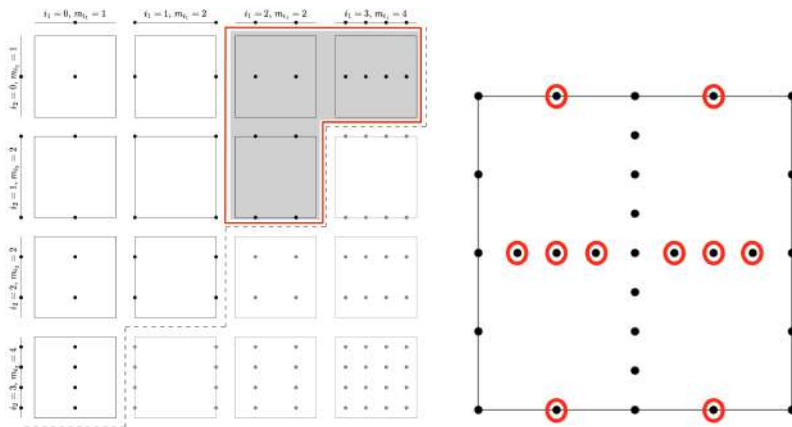 i₁ = 0, m_{i₁} = 1
i₁ = 1, m_{i₁} = 2
i₁ = 2, m_{i₁} = 2
i₁ = 3, m_{i₁} = 4
i₂ = 0, m_{i₂} = 1
i₂ = 1, m_{i₂} = 2
i₂ = 2, m_{i₂} = 2
i₂ = 3, m_{i₂} = 4